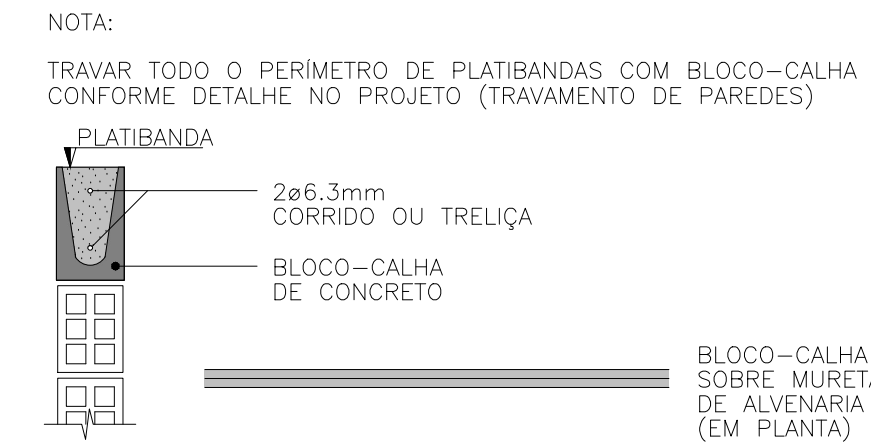 NOTA:
TRAVAR TODO O PERÍMETRO DE PLATIBANDAS COM BLOCO-CALHA
CONFORME DETALHE NO PROJETO (TRAVAMENTO DE PAREDES)
PLATIBANDA
2ø6.3mm
CORRIDO OU TRELIÇA
BLOCO-CALHA
DE CONCRETO
BLOCO-CALHA
SOBRE MURETA
DE ALVENARIA
(EM PLANTA)